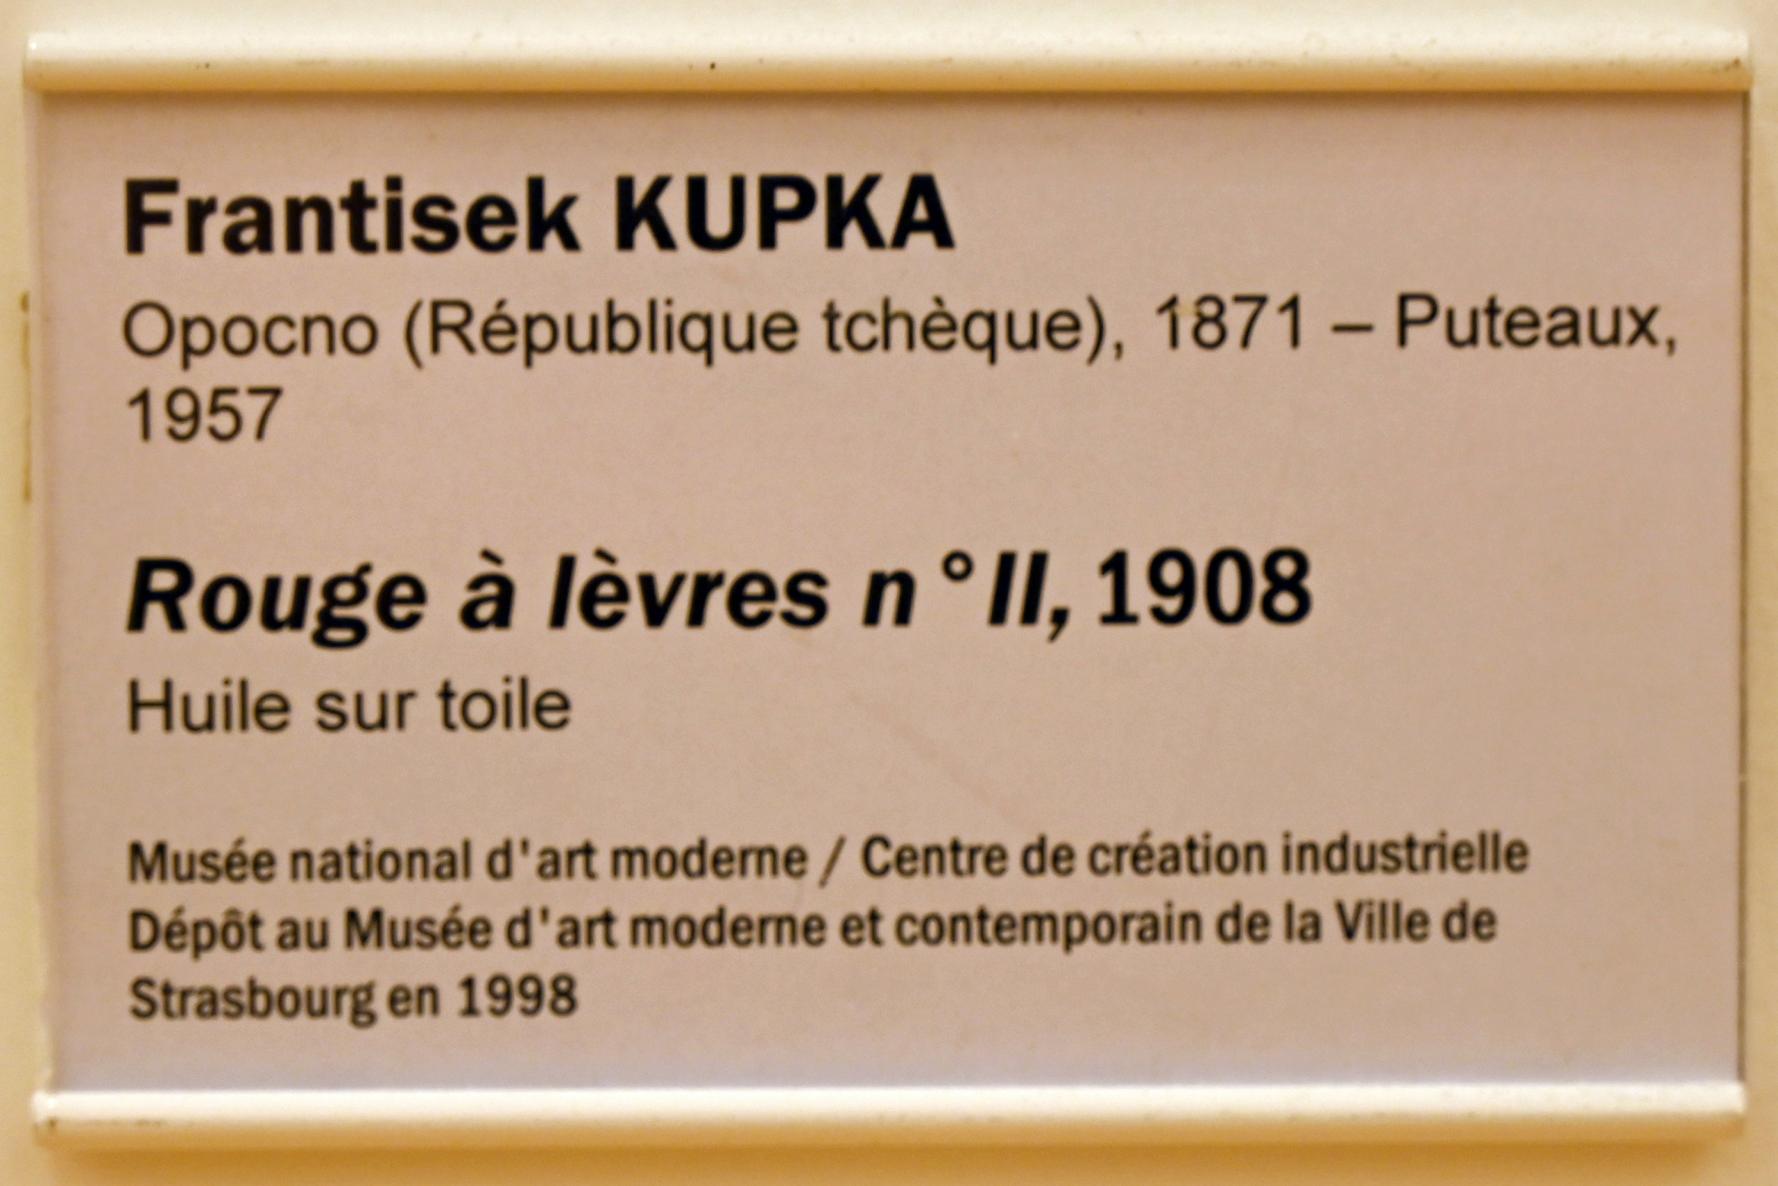 Frantisek KUPKA
Opocno (République tchèque), 1871 – Puteaux,
1957
Rouge à lèvres n°II, 1908
Huile sur toile
Musée national d'art moderne / Centre de création industrielle
Dépôt au Musée d'art moderne et contemporain de la Ville de
Strasbourg en 1998